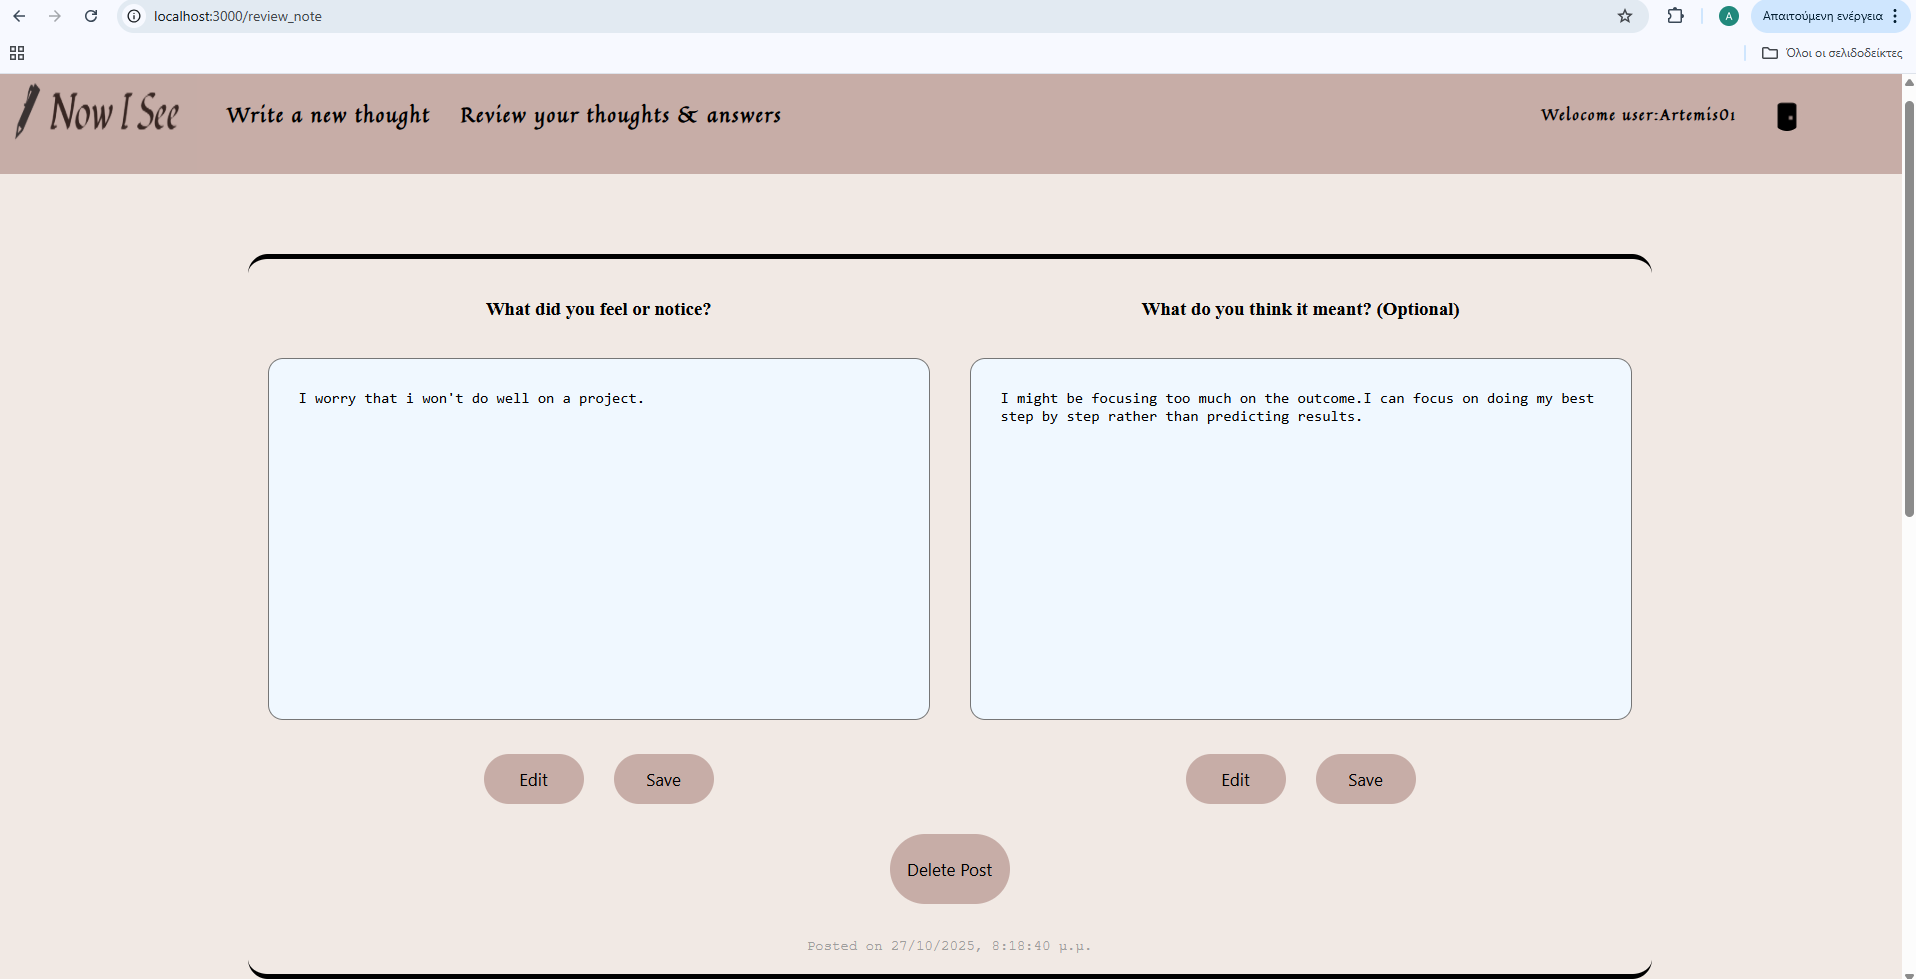 localhost:3000/review_note
A
Απαιτούμενη ενέργεια
Όλοι οι σελιδοδείκτες
Now I See
Write a new thought
Review your thoughts & answers
Welocome user:Artemis01
What did you feel or notice?
What do you think it meant? (Optional)
I worry that i won't do well on a project.
I might be focusing too much on the outcome.I can focus on doing my best
step by step rather than predicting results.
Edit
Save
Edit
Save
Delete Post
Posted on 27/10/2025, 8:18:40 μ.μ.